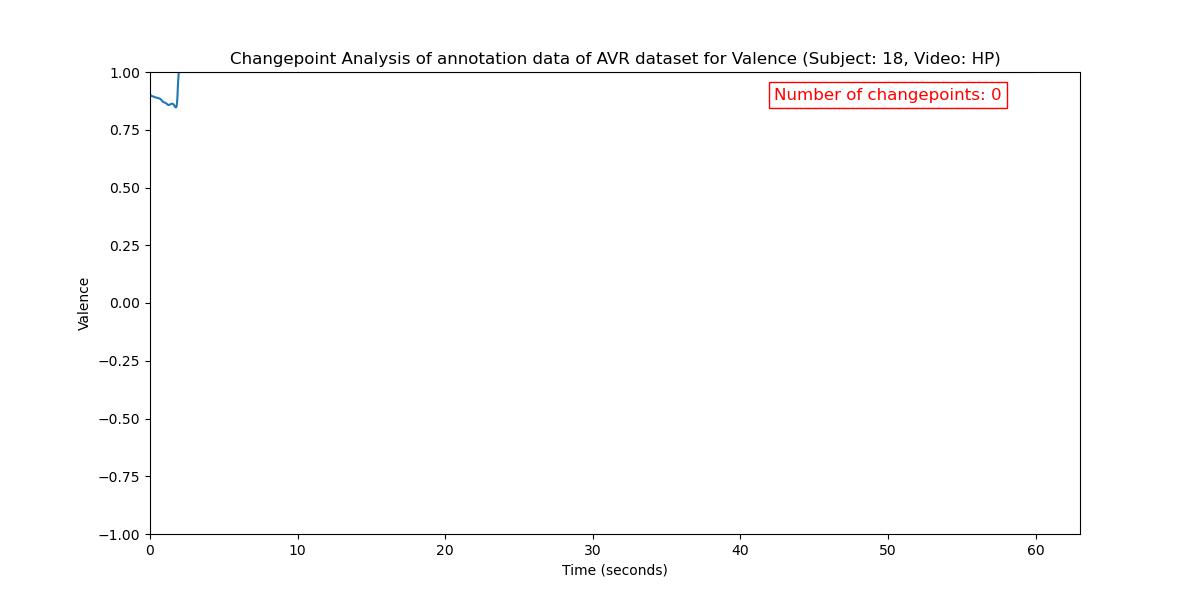 Changepoint Analysis of annotation data of AVR dataset for Valence (Subject: 18, Video: HP)
Number of changepoints: 0
1.00
0.75
0.50
0.25
0.00
−0.25
−0.50
−0.75
−1.00
Valence
0 10 20 30 40 50 60
Time (seconds)